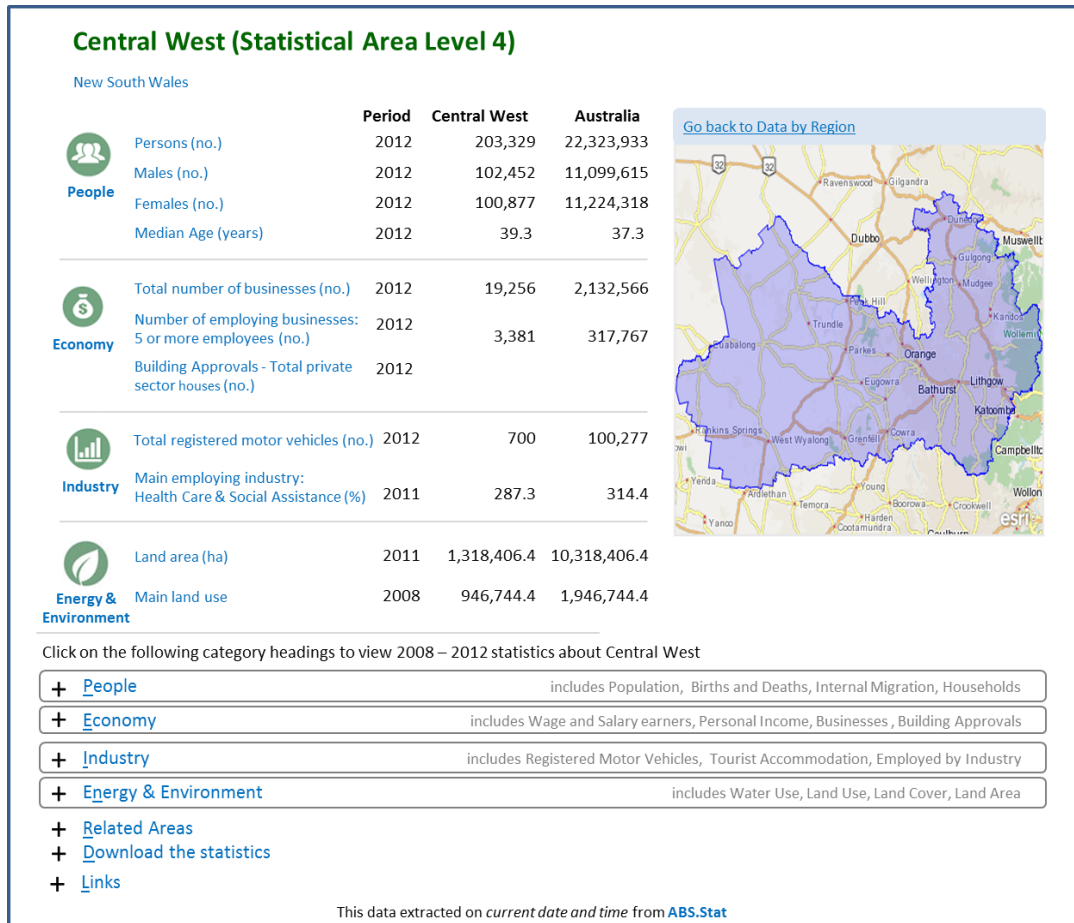 Central West (Statistical Area Level 4)
New South Wales
Period Central West Australia
People
Persons (no.) 2012 203,329 22,323,933
Males (no.) 2012 102,452 11,099,615
Females (no.) 2012 100,877 11,224,318
Median Age (years) 2012 39.3 37.3
Economy
Total number of businesses (no.) 2012 19,256 2,132,566
Number of employing businesses: 2012
5 or more employees (no.) 3,381 317,767
Building Approvals - Total private 2012
sector houses (no.)
Industry
Total registered motor vehicles (no.) 2012 700 100,277
Main employing industry:
Health Care & Social Assistance (%) 2011 287.3 314.4
Energy &
Environment
Land area (ha) 2011 1,318,406.4 10,318,406.4
Main land use 2008 946,744.4 1,946,744.4
Go back to Data by Region
32 32
Ravenswood Gilgandra
Dunedoo
Dubbo Muswellb
Gulgong
Wellington Mudgee
Peak Hill
Trundle Kandos
Wollemi
Euabalong Parkes Orange
Eugowra Bathurst Lithgow
Katoomba
Rankins Springs West Wyalong Grenfell Cowra
Campbellto
Yenda Ardlethan Young
Temora Boorowa Crookwell Wollon
Yanco Harden
Cootamundra Goulburn
esri
Click on the following category headings to view 2008 – 2012 statistics about Central West
+ People includes Population, Births and Deaths, Internal Migration, Households
+ Economy includes Wage and Salary earners, Personal Income, Businesses , Building Approvals
+ Industry includes Registered Motor Vehicles, Tourist Accommodation, Employed by Industry
+ Energy & Environment includes Water Use, Land Use, Land Cover, Land Area
+ Related Areas
+ Download the statistics
+ Links
This data extracted on current date and time from ABS.Stat